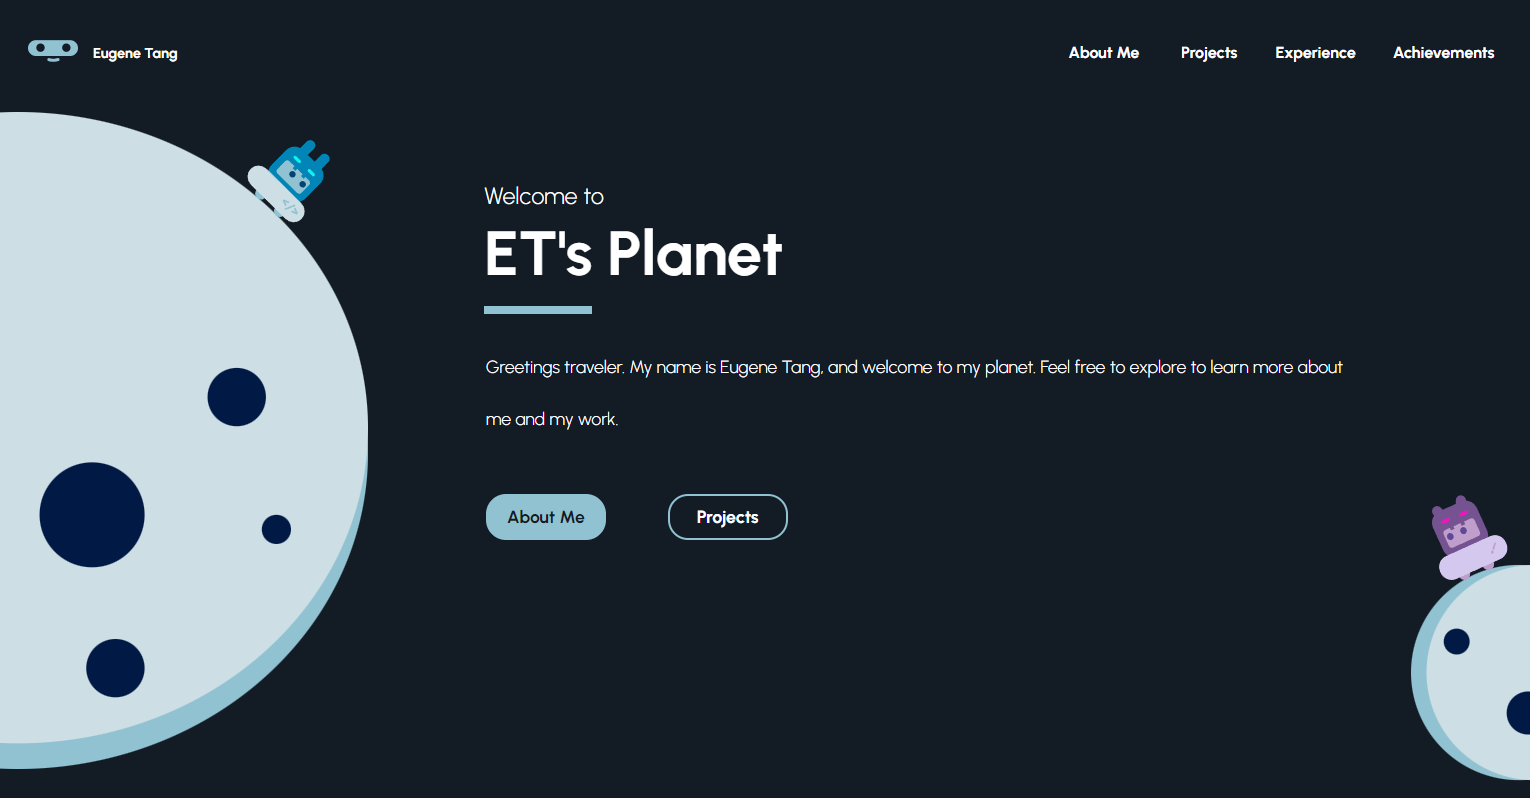 Eugene Tang
About Me
Projects
Experience
Achievements
Welcome to
ET's Planet
Greetings traveler. My name is Eugene Tang, and welcome to my planet. Feel free to explore to learn more about
me and my work.
About Me
Projects
</>